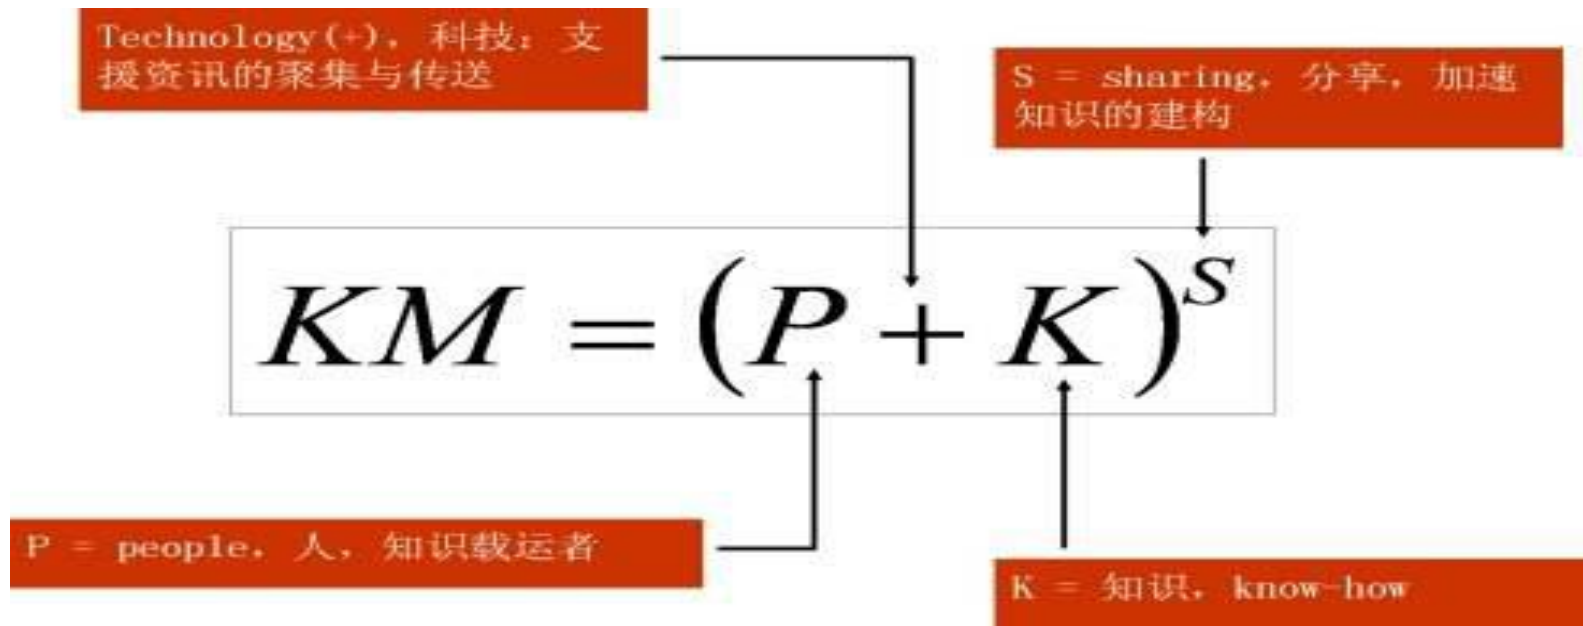 Technology(+)，科技：支
援资讯的聚集与传送
S = sharing，分享，加速
知识的建构
KM = (P + K)^S
P = people，人，知识载运者
K = 知识，know-how